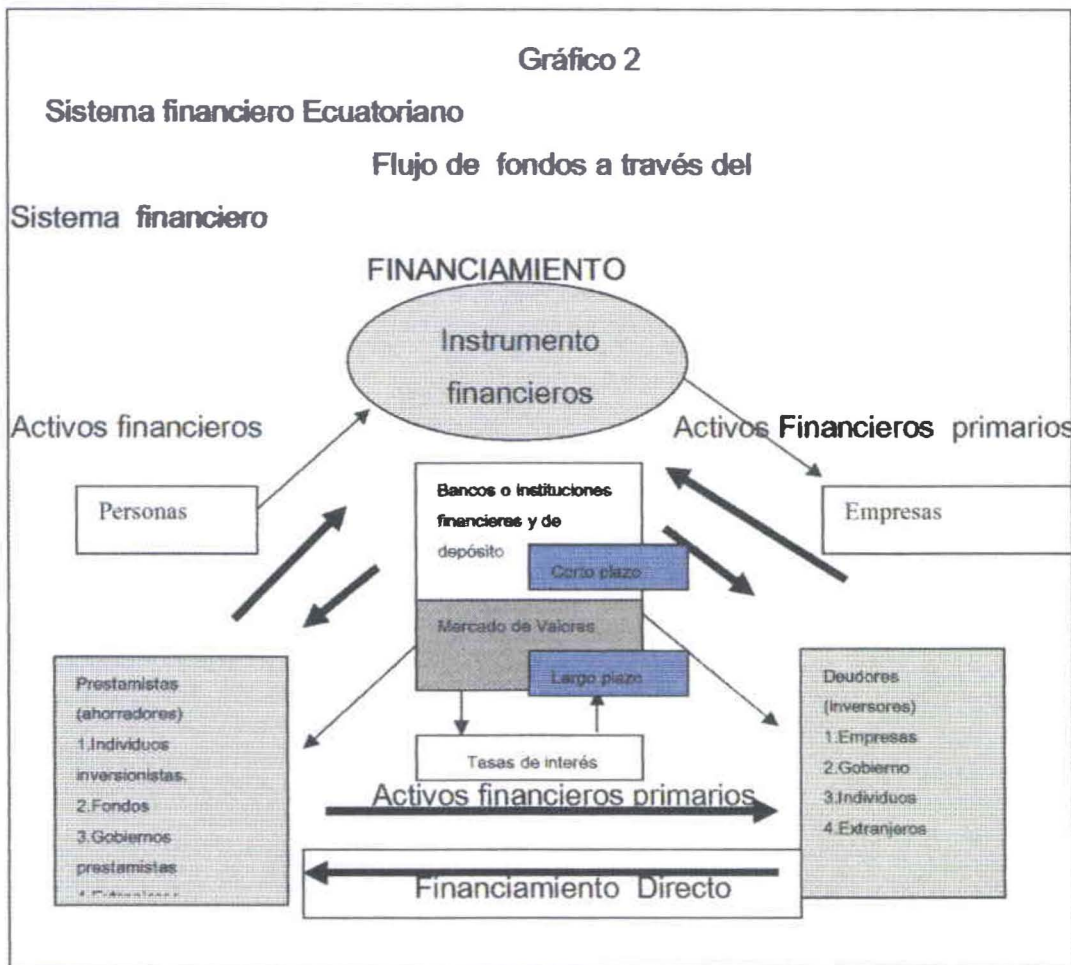 Gráfico 2
Sistema financiero Ecuatoriano
Flujo de fondos a través del
Sistema financiero
FINANCIAMIENTO
Instrumento
financieros
Activos financieros
Activos Financieros primarios
Personas
Bancos o instituciones
financieras y de
depósito
Corto plazo
Empresas
Mercado de Valores
Largo plazo
Prestamistas
(ahorradores)
1.Individuos
inversionistas.
2.Fondos
3.Gobiernos
prestamistas
Deudores
(inversores)
1.Empresas
2.Gobierno
3.Individuos
4.Extranjeros
Tasas de interés
Activos financieros primarios
Financiamiento Directo